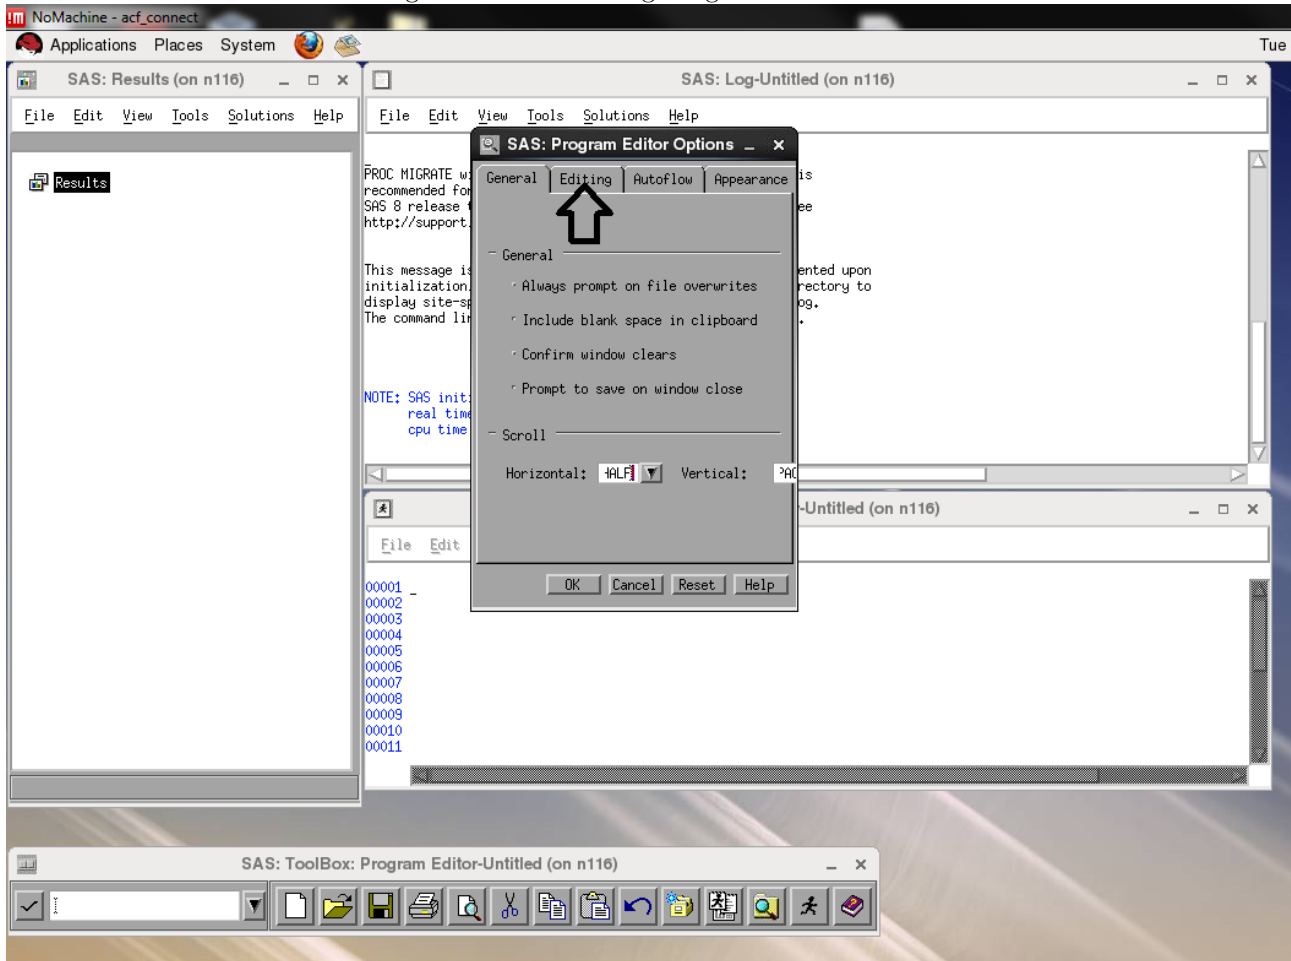 NoMachine - acf_connect
Applications Places System
Tue
SAS: Results (on n116)
File Edit View Tools Solutions Help
Results
SAS: Log-Untitled (on n116)
File Edit View Tools Solutions Help
PROC MIGRATE is
recommended for
SAS 8 release ee
http://support.
This message ented upon
initialization rectory to
display og.
The command
NOTE: SAS
real time
cpu time
SAS: Program Editor Options
General Editing Autoflow Appearance
General
Always prompt on file overwrites
Include blank space in clipboard
Confirm window clears
Prompt to save on window close
Scroll
Horizontal: HALF Vertical:
OK Cancel Reset Help
-Untitled (on n116)
File Edit
00001
00002
00003
00004
00005
00006
00007
00008
00009
00010
00011
SAS: ToolBox: Program Editor-Untitled (on n116)